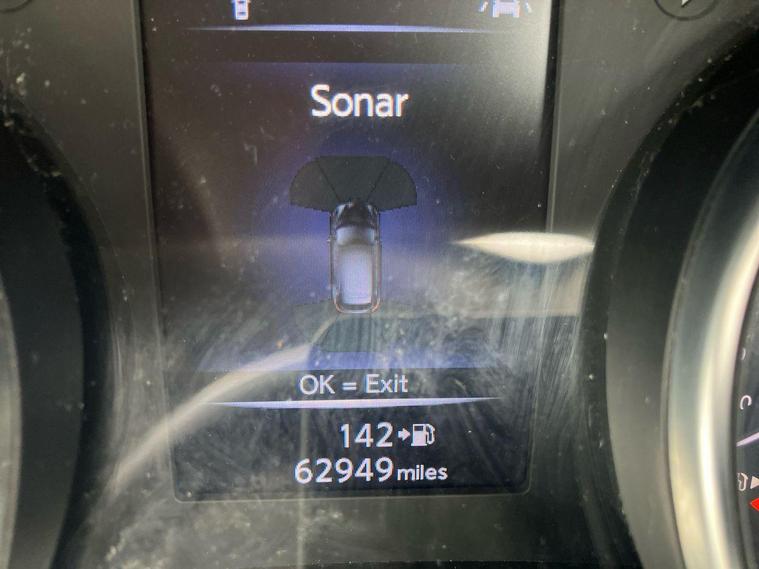 Sonar
OK = Exit
142
62949 miles